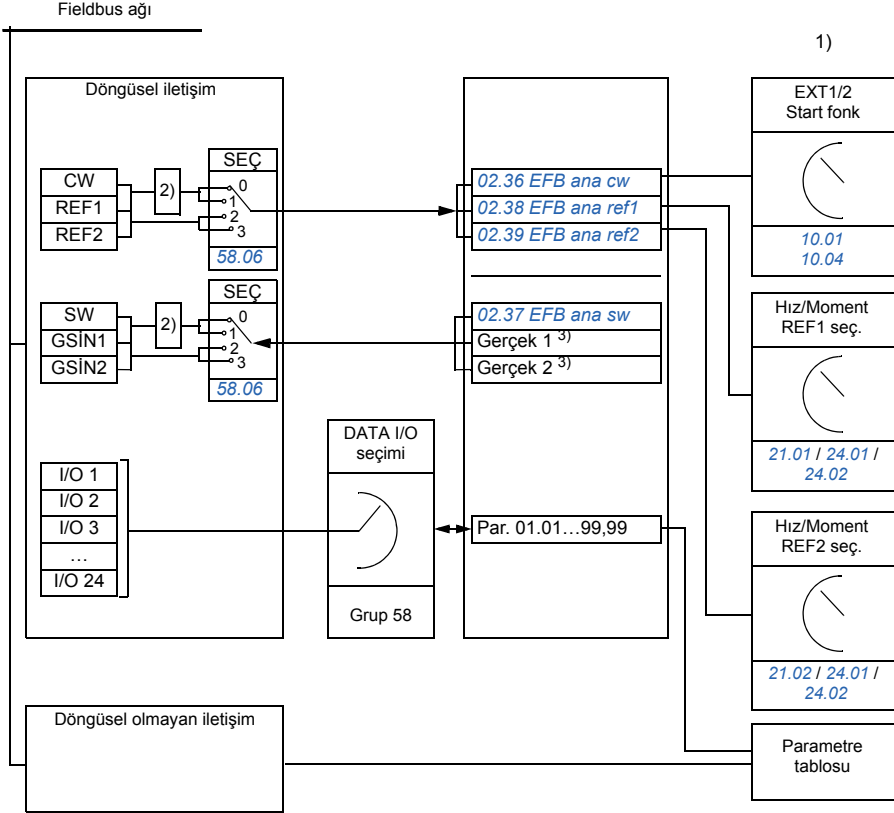 Fieldbus ağı
1)
Döngüsel iletişim
EXT1/2
Start fonk
10.01
10.04
CW
REF1
REF2
2)
SEÇ
0
1
2
3
58.06
02.36 EFB ana cw
02.38 EFB ana ref1
02.39 EFB ana ref2
SW
GSİN1
GSİN2
2)
SEÇ
0
1
2
3
58.06
02.37 EFB ana sw
Gerçek 1 3)
Gerçek 2 3)
Hız/Moment
REF1 seç.
21.01 / 24.01 /
24.02
I/O 1
I/O 2
I/O 3
…
I/O 24
DATA I/O
seçimi
Grup 58
Par. 01.01…99,99
Hız/Moment
REF2 seç.
21.02 / 24.01 /
24.02
Döngüsel olmayan iletişim
Parametre
tablosu